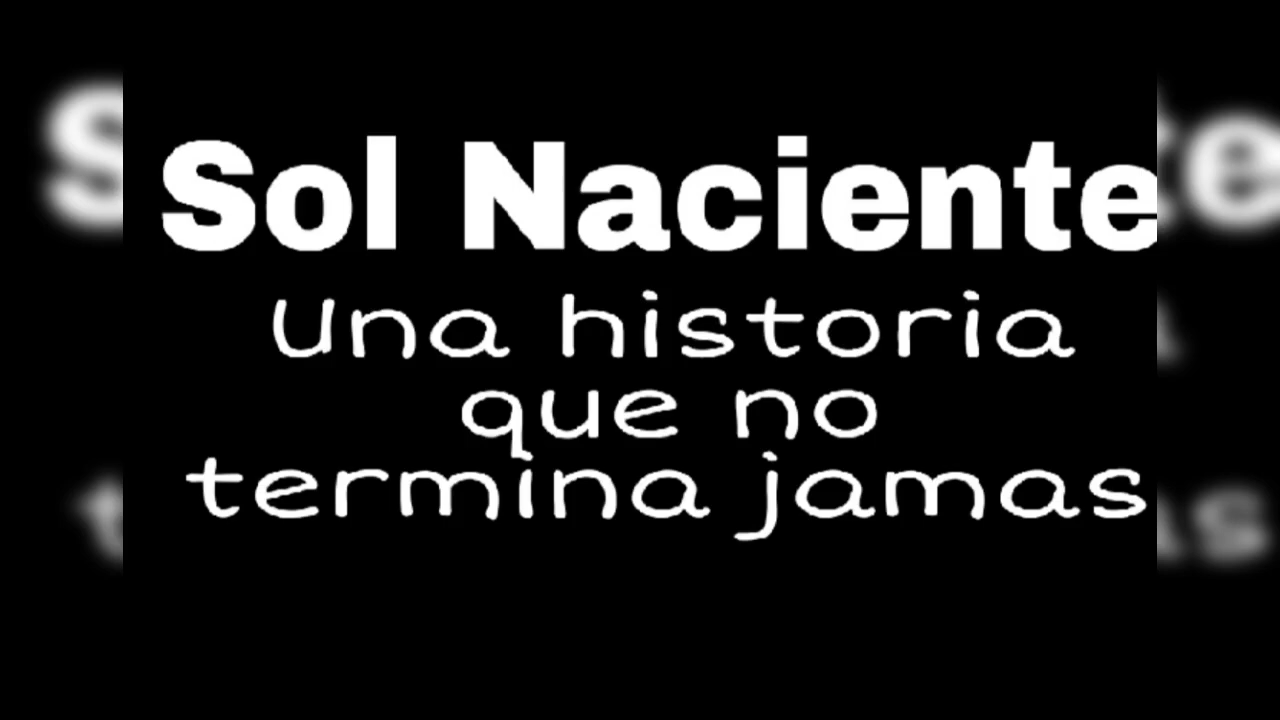 Sol Naciente
Una historia
que no
termina jamas